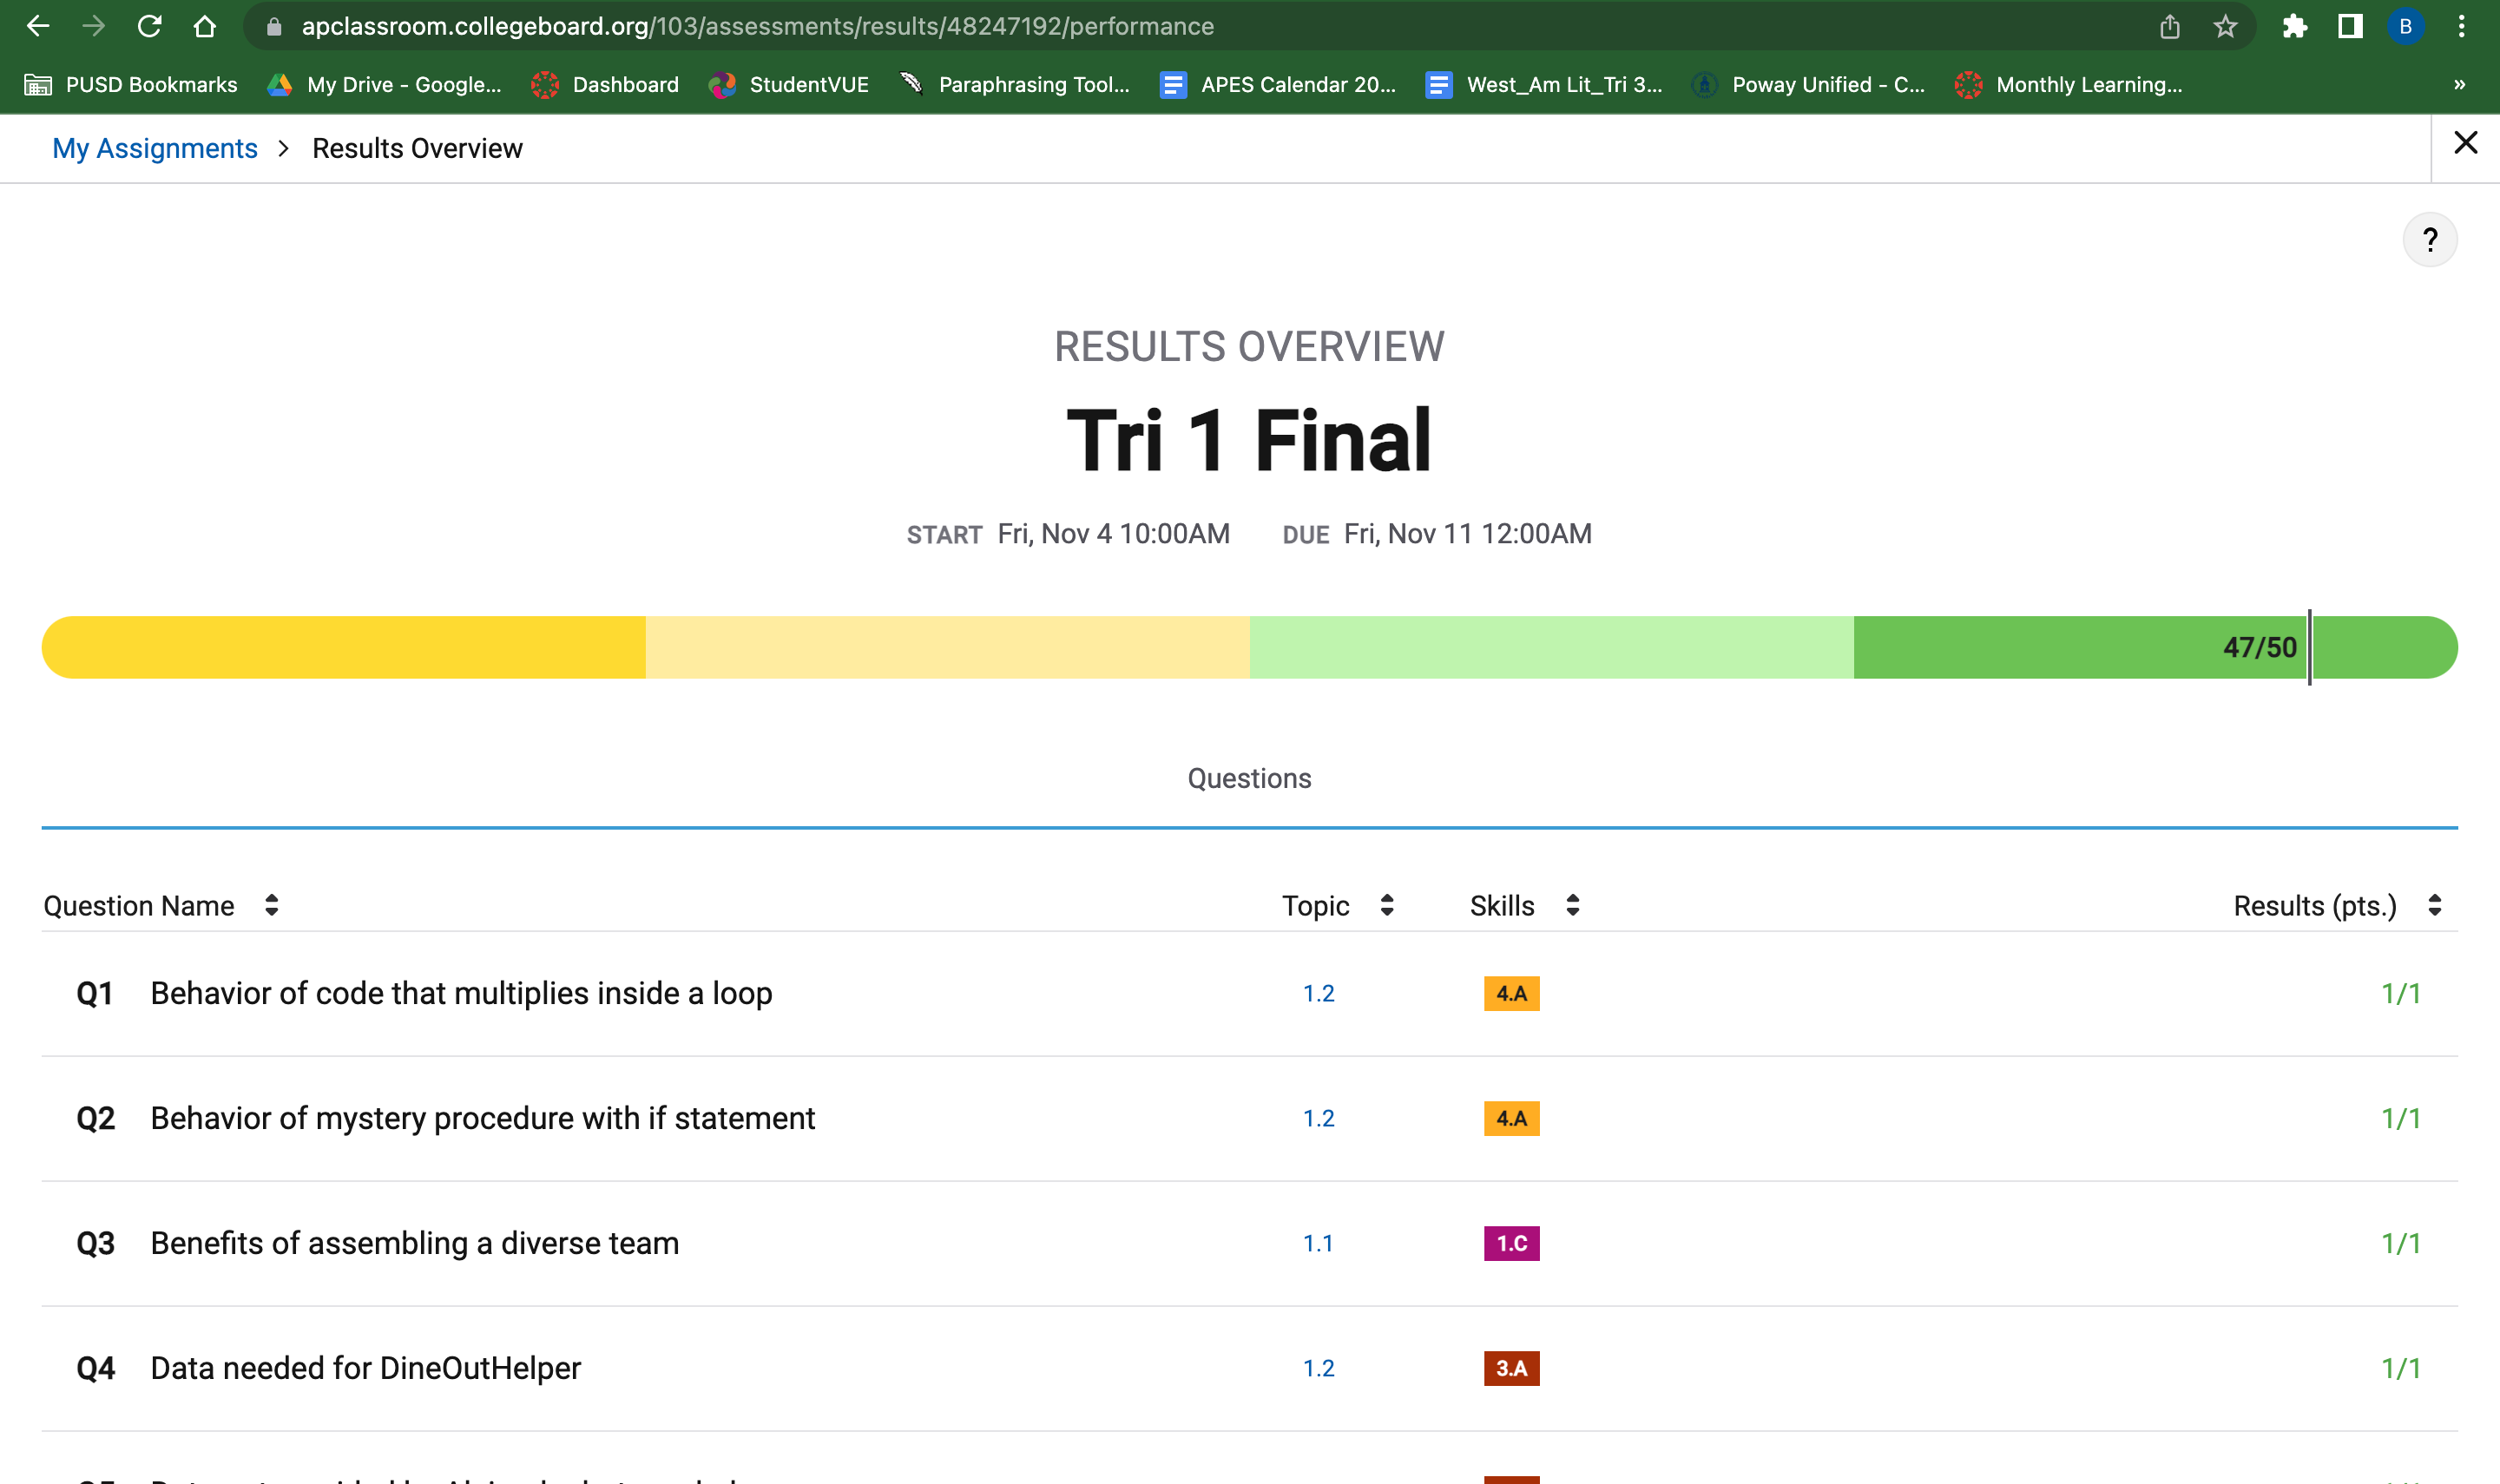 apclassroom.collegeboard.org/103/assessments/results/48247192/performance
B
PUSD Bookmarks My Drive - Google... Dashboard StudentVUE Paraphrasing Tool... APES Calendar 20... West_Am Lit_Tri 3... Poway Unified - C... Monthly Learning... »
My Assignments > Results Overview
?
RESULTS OVERVIEW
Tri 1 Final
START Fri, Nov 4 10:00AM DUE Fri, Nov 11 12:00AM
47/50
Questions
Question Name Topic Skills Results (pts.)
Q1 Behavior of code that multiplies inside a loop 1.2 4.A 1/1
Q2 Behavior of mystery procedure with if statement 1.2 4.A 1/1
Q3 Benefits of assembling a diverse team 1.1 1.C 1/1
Q4 Data needed for DineOutHelper 1.2 3.A 1/1